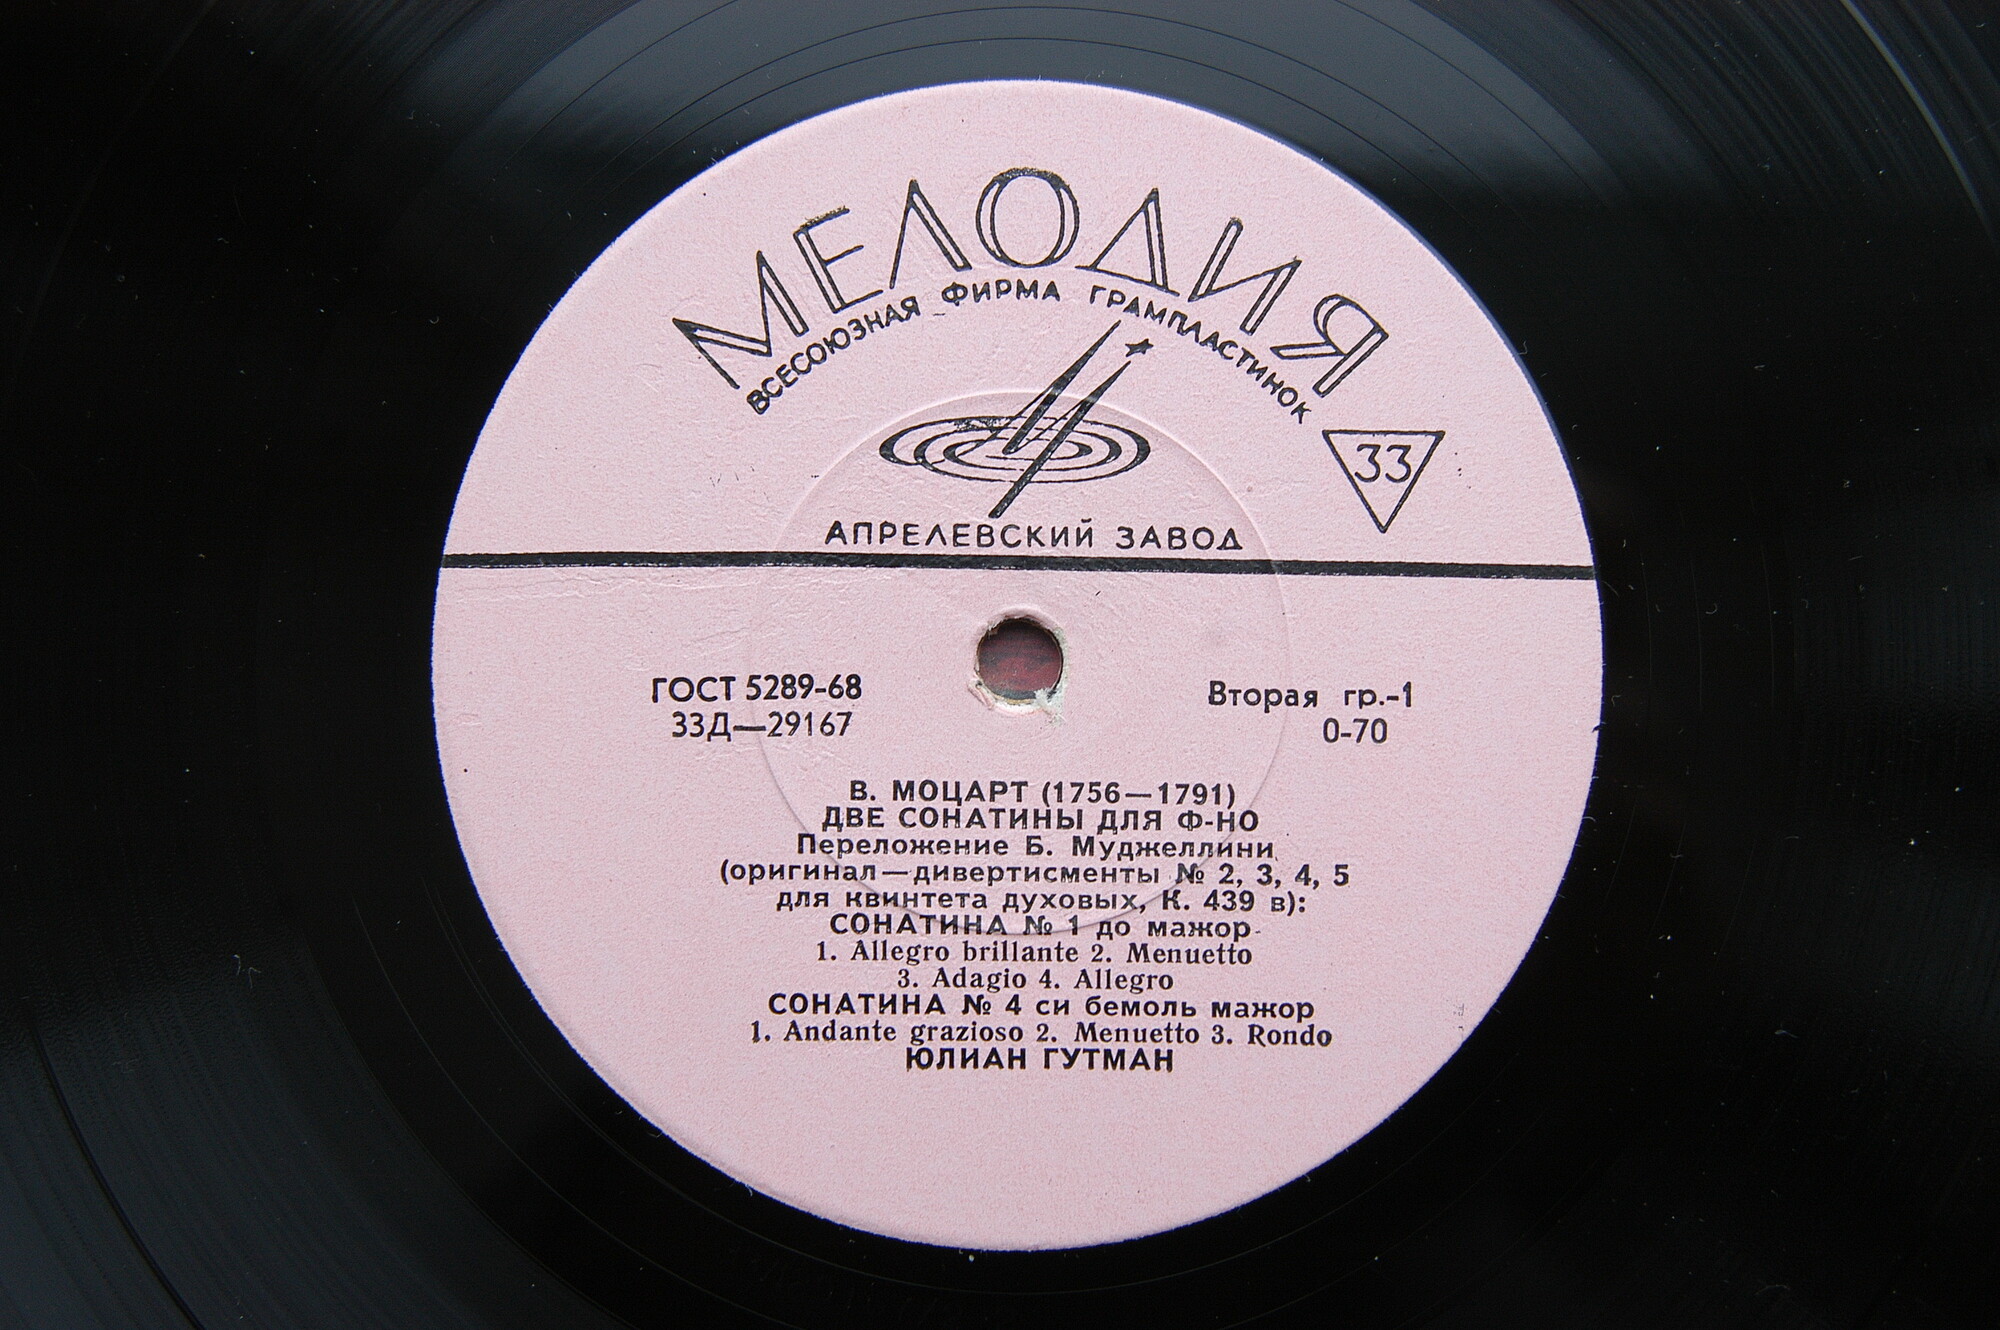 МЕЛОДИЯ
ВСЕСОЮЗНАЯ ФИРМА ГРАМПЛАСТИНОК
33
АПРЕЛЕВСКИЙ ЗАВОД
ГОСТ 5289-68
33Д—29167
Вторая гр.-1
0-70
В. МОЦАРТ (1756—1791)
ДВЕ СОНАТИНЫ ДЛЯ Ф-НО
Переложение Б. Муджеллини
(оригинал—дивертисменты № 2, 3, 4, 5
для квинтета духовых, К. 439 в):
СОНАТИНА № 1 до мажор
1. Allegro brillante 2. Menuetto
3. Adagio 4. Allegro
СОНАТИНА № 4 си бемоль мажор
1. Andante grazioso 2. Menuetto 3. Rondo
ЮЛИАН ГУТМАН